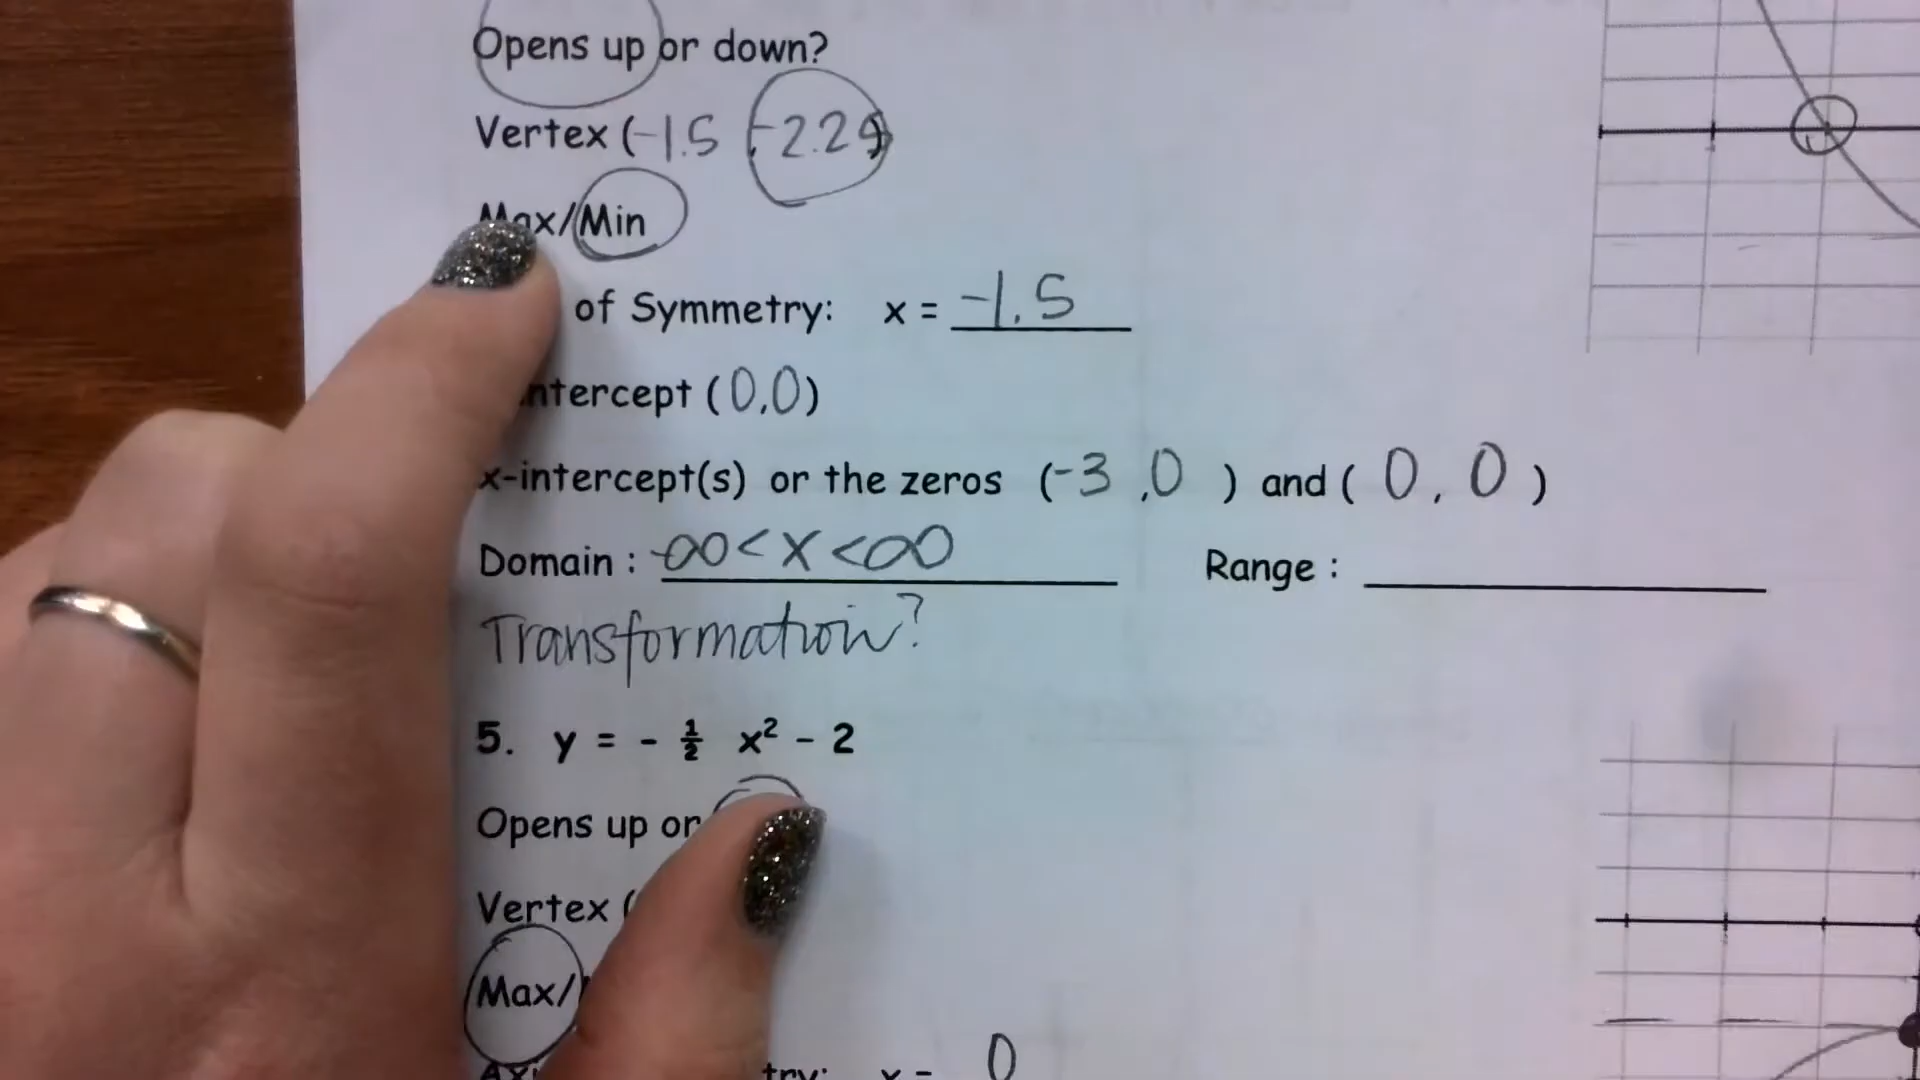 Opens up or down?
Vertex (-1.5, -2.25)
Max/Min
of Symmetry: x = -1.5
ntercept (0,0)
x-intercept(s) or the zeros (-3,0) and (0,0)
Domain: -∞<x<∞ Range:
Transformation?
5. y = - ½ x² - 2
Opens up or
Vertex (
Max/
try: x = 0